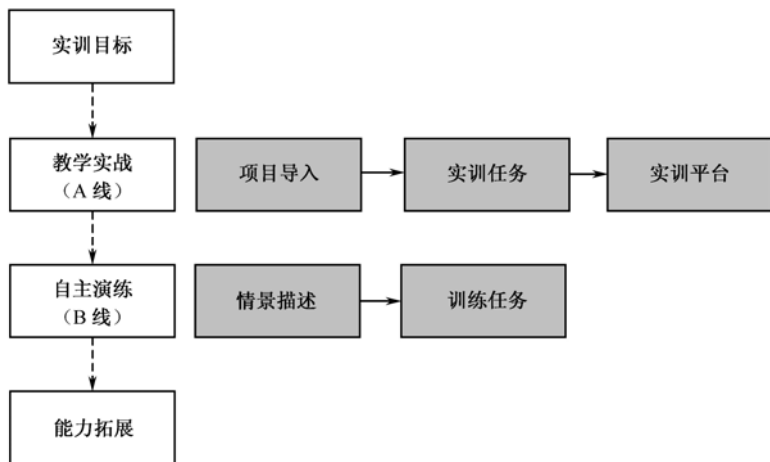 实训目标
教学实战
（A 线）
项目导入
实训任务
实训平台
自主演练
（B 线）
情景描述
训练任务
能力拓展